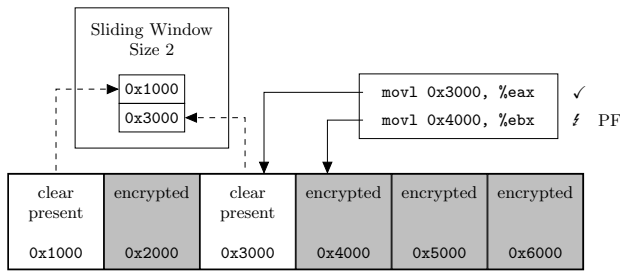 Sliding Window
Size 2
0x1000
0x3000
movl 0x3000, %eax ✓
movl 0x4000, %ebx PF
clear present
encrypted
clear present
encrypted
encrypted
encrypted
0x1000 0x2000 0x3000 0x4000 0x5000 0x6000